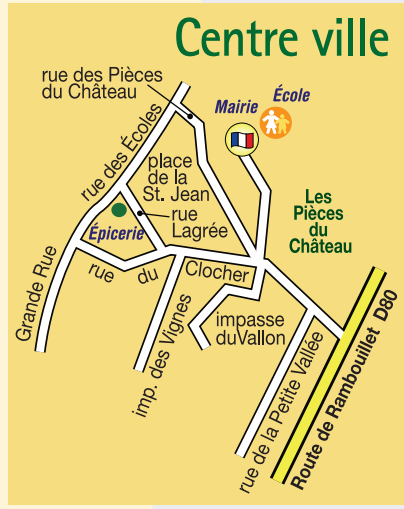 Centre ville
rue des Pièces
du Château
Mairie
École
rue des Écoles
place
de la
St. Jean
rue
Lagrée
Épicerie
Les
Pièces
du
Château
Grande Rue
rue du Clocher
imp. des Vignes
impasse
duVallon
rue de la Petite Vallée
Route de Rambouillet D80